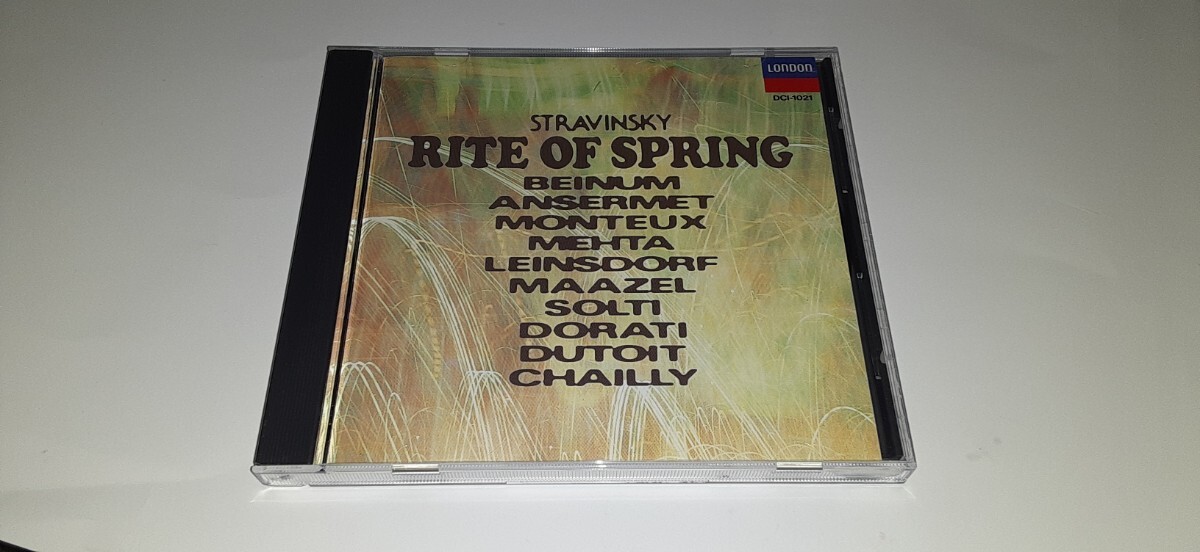 LONDON
DCI-1021
STRAVINSKY
RITE OF SPRING
BEINUM
ANSERMET
MONTEUX
MEHTA
LEINSDORF
MAAZEL
SOLTI
DORATI
DUTOIT
CHAILLY